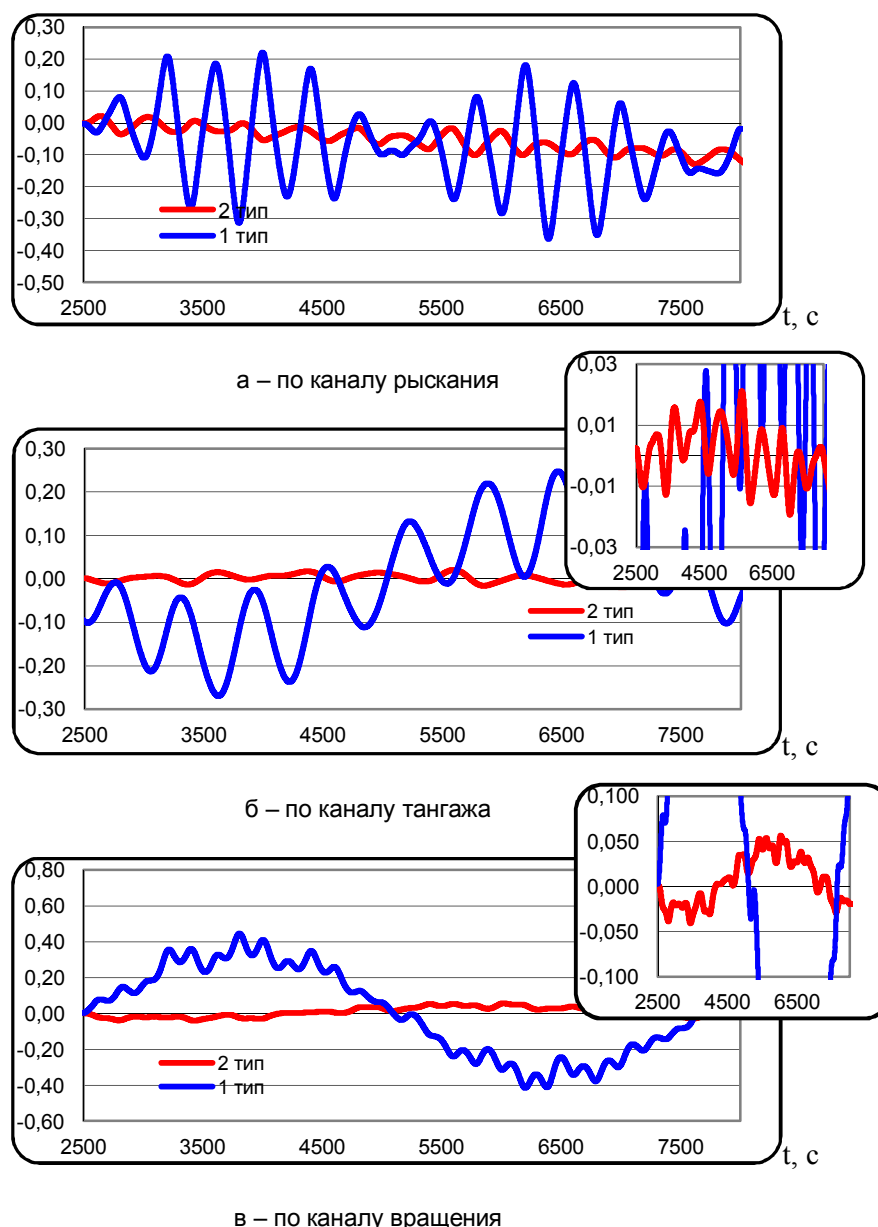 0,30
0,20
0,10
0,00
-0,10
-0,20
-0,30
-0,40
-0,50
2 тип
1 тип
2500 3500 4500 5500 6500 7500
t, с
а – по каналу рыскания
0,03
0,01
-0,01
-0,03
2500 4500 6500
0,30
0,20
0,10
0,00
-0,10
-0,20
-0,30
2 тип
1 тип
2500 3500 4500 5500 6500 7500
t, с
б – по каналу тангажа
0,100
0,050
0,000
-0,050
-0,100
2500 4500 6500
0,80
0,60
0,40
0,20
0,00
-0,20
-0,40
-0,60
2 тип
1 тип
2500 3500 4500 5500 6500 7500
t, с
в – по каналу вращения